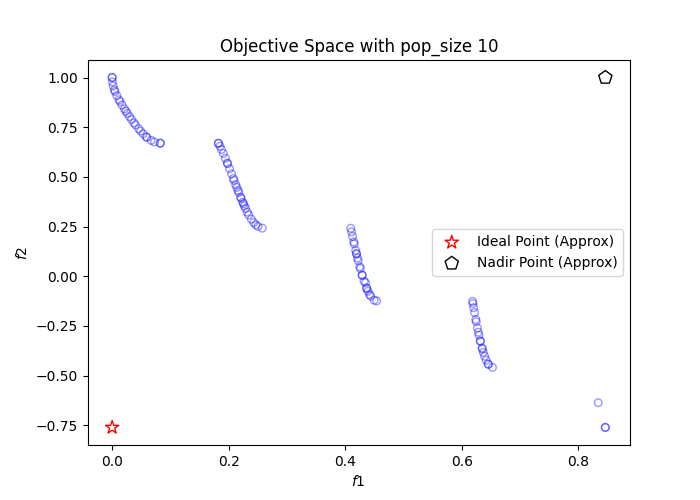 Objective Space with pop_size 10
1.00
0.75
0.50
0.25
0.00
−0.25
−0.50
−0.75
f2
Ideal Point (Approx)
Nadir Point (Approx)
0.0 0.2 0.4 0.6 0.8
f1